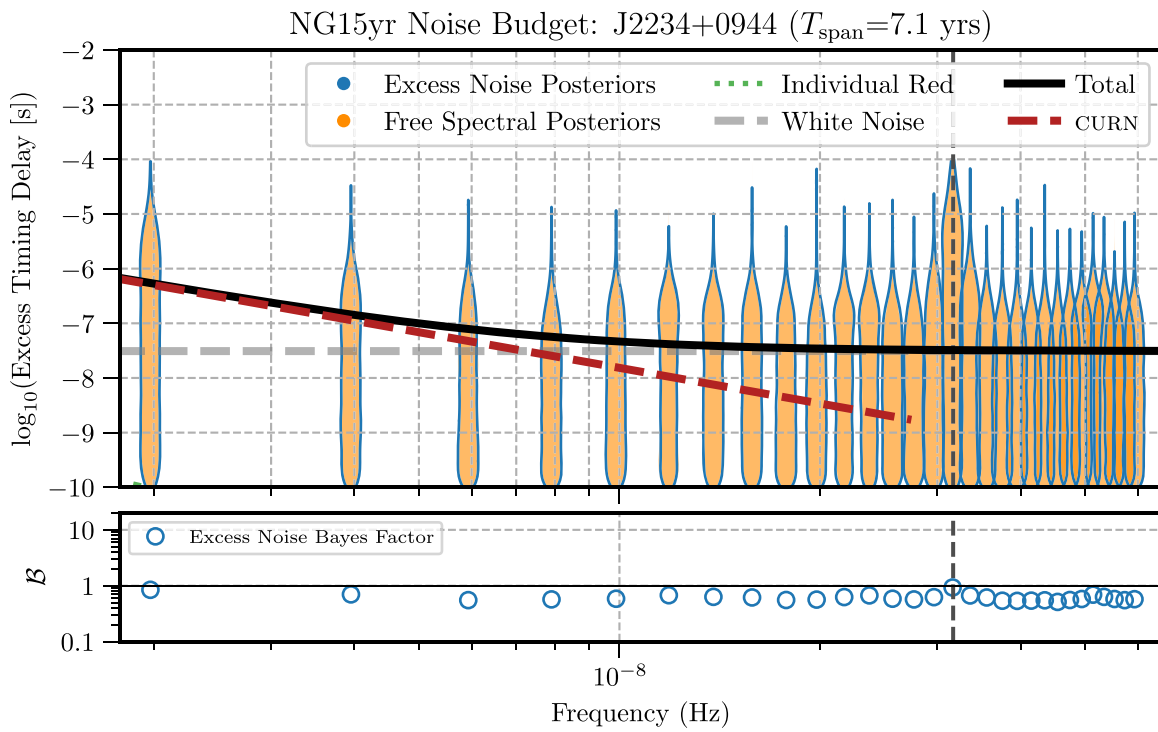 NG15yr Noise Budget: J2234+0944 (T_span=7.1 yrs)
Excess Noise Posteriors
Free Spectral Posteriors
Individual Red
White Noise
Total
CURN
log₁₀(Excess Timing Delay [s])
−2
−3
−4
−5
−6
−7
−8
−9
−10
Excess Noise Bayes Factor
ℬ
10
1
0.1
10⁻⁸
Frequency (Hz)